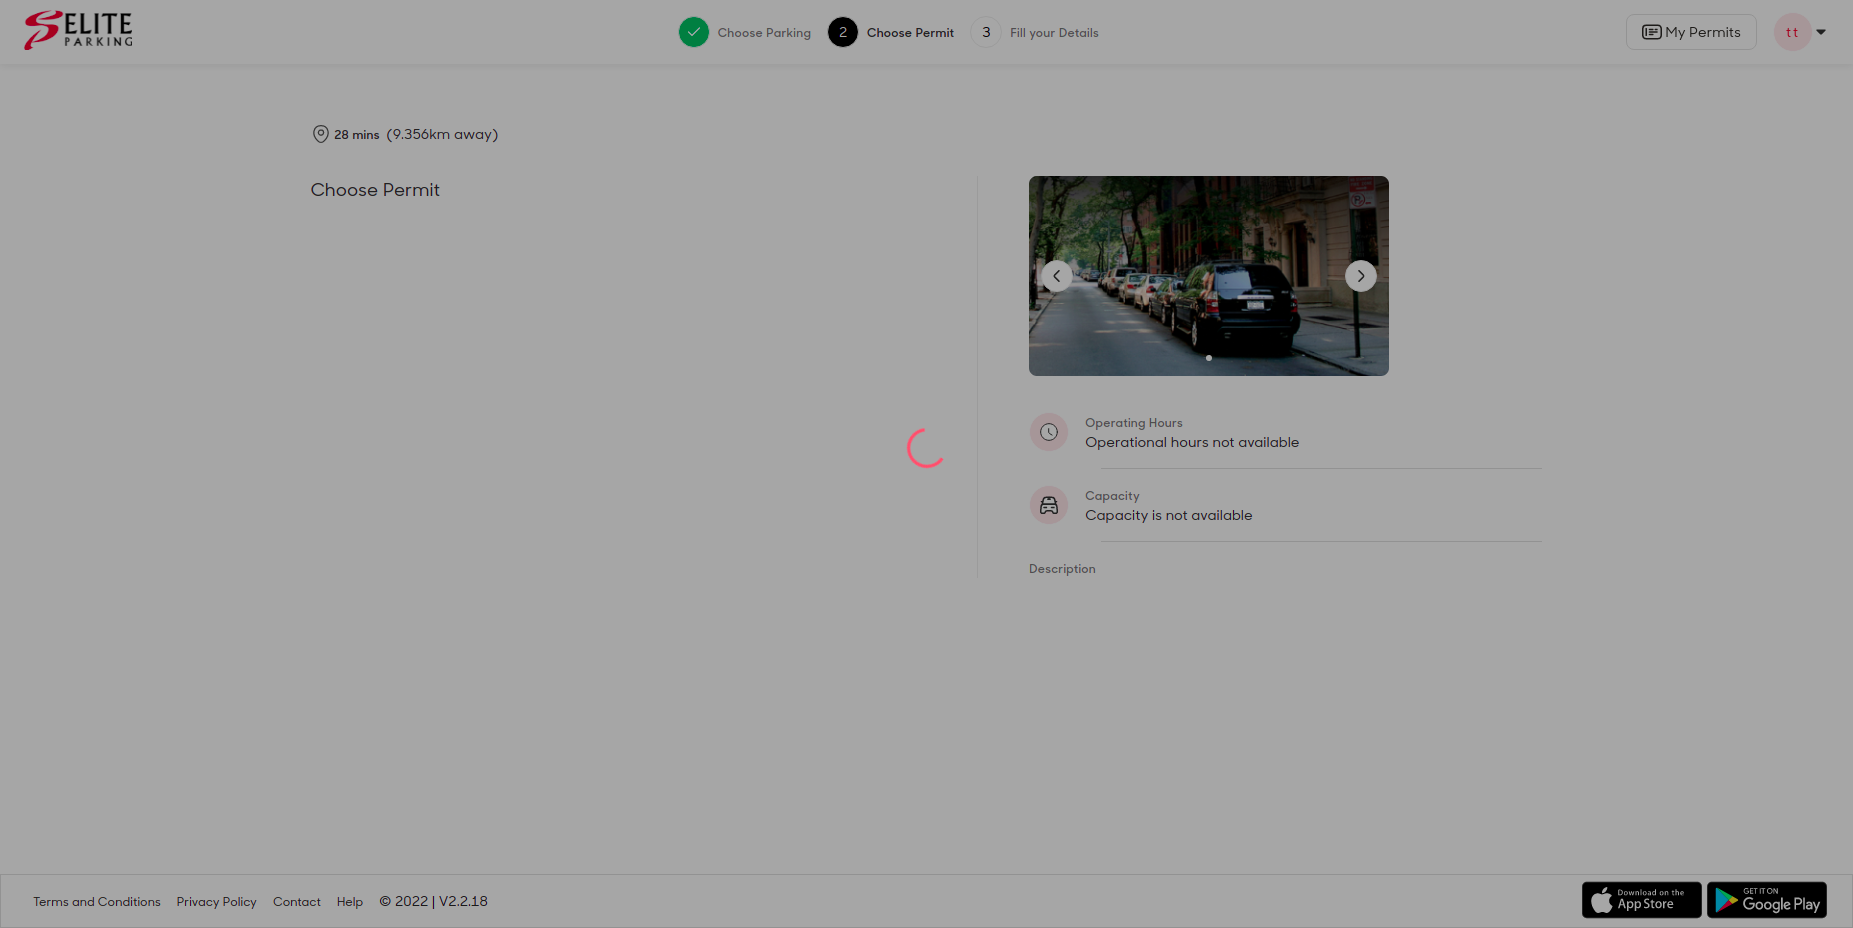 ELITE
PARKING
Choose Parking
2
Choose Permit
3
Fill your Details
My Permits
tt
28 mins (9.356km away)
Choose Permit
Operating Hours
Operational hours not available
Capacity
Capacity is not available
Description
Terms and Conditions
Privacy Policy
Contact
Help
© 2022 | V2.2.18
Download on the
App Store
GET IT ON
Google Play